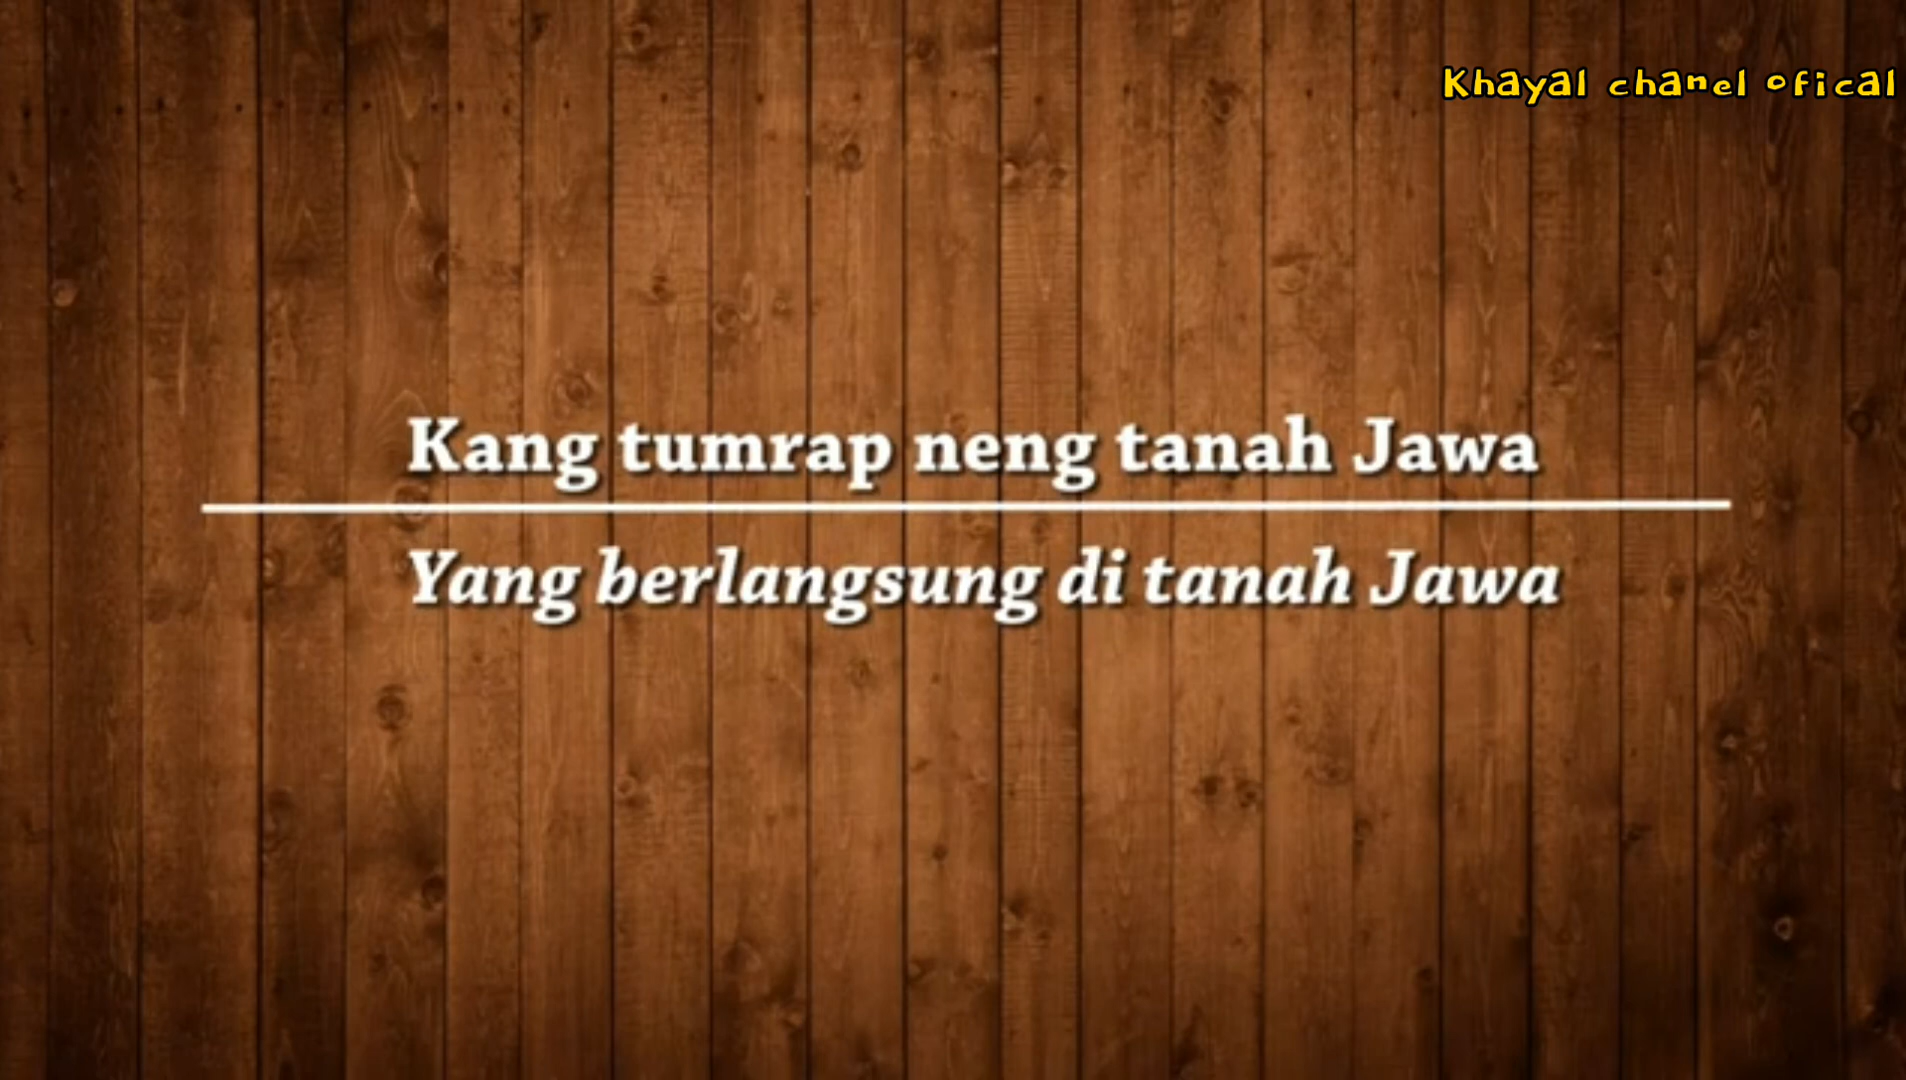 Khayal chanel ofical
Kang tumrap neng tanah Jawa
Yang berlangsung di tanah Jawa